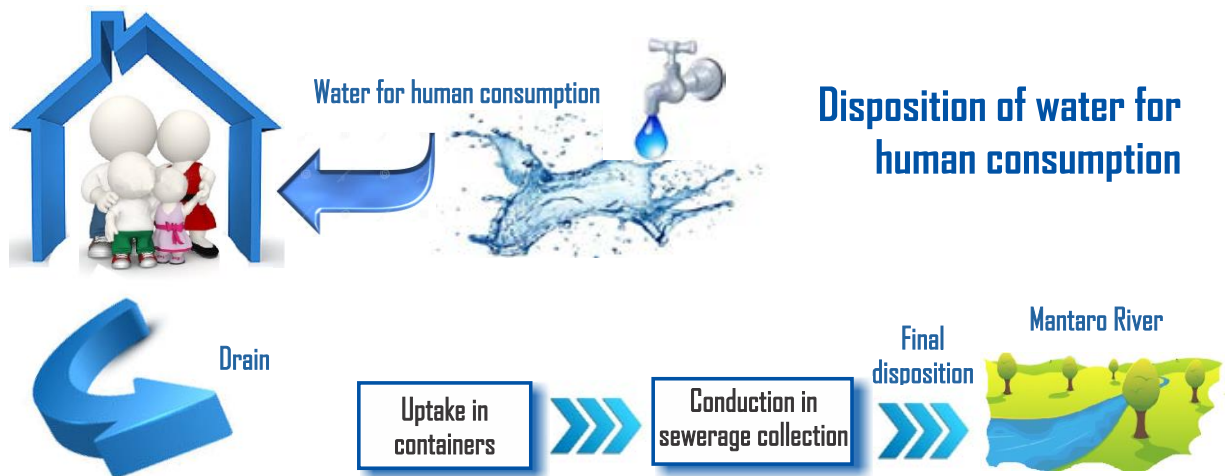 Water for human consumption
Disposition of water for
human consumption
Drain
Uptake in
containers
Conduction in
sewerage collection
Final
disposition
Mantaro River